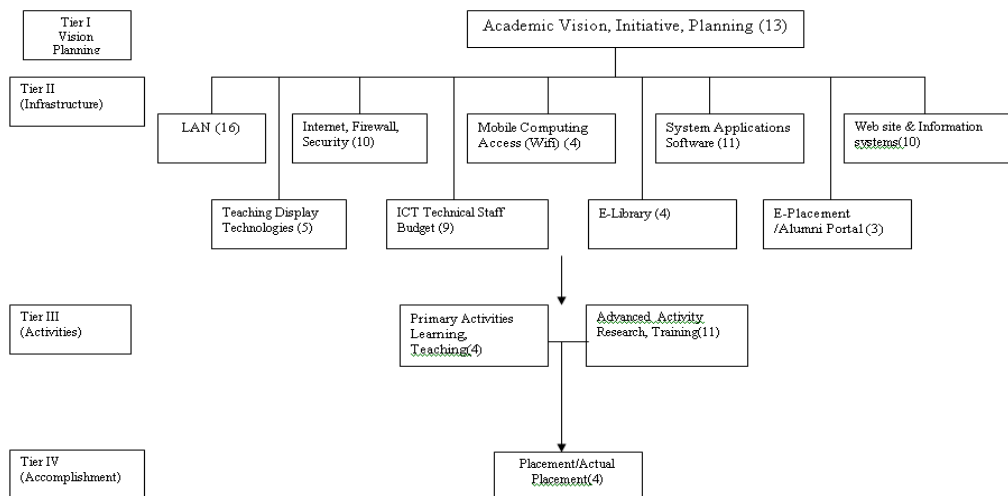 Tier I
Vision
Planning
Academic Vision, Initiative, Planning (13)
Tier II
(Infrastructure)
LAN (16)
Internet, Firewall,
Security (10)
Mobile Computing
Access (Wifi) (4)
System Applications
Software (11)
Web site & Information
systems(10)
Teaching Display
Technologies (5)
ICT Technical Staff
Budget (9)
E-Library (4)
E-Placement
/Alumni Portal (3)
Tier III
(Activities)
Primary Activities
Learning,
Teaching(4)
Advanced Activity
Research, Training(11)
Tier IV
(Accomplishment)
Placement/Actual
Placement(4)